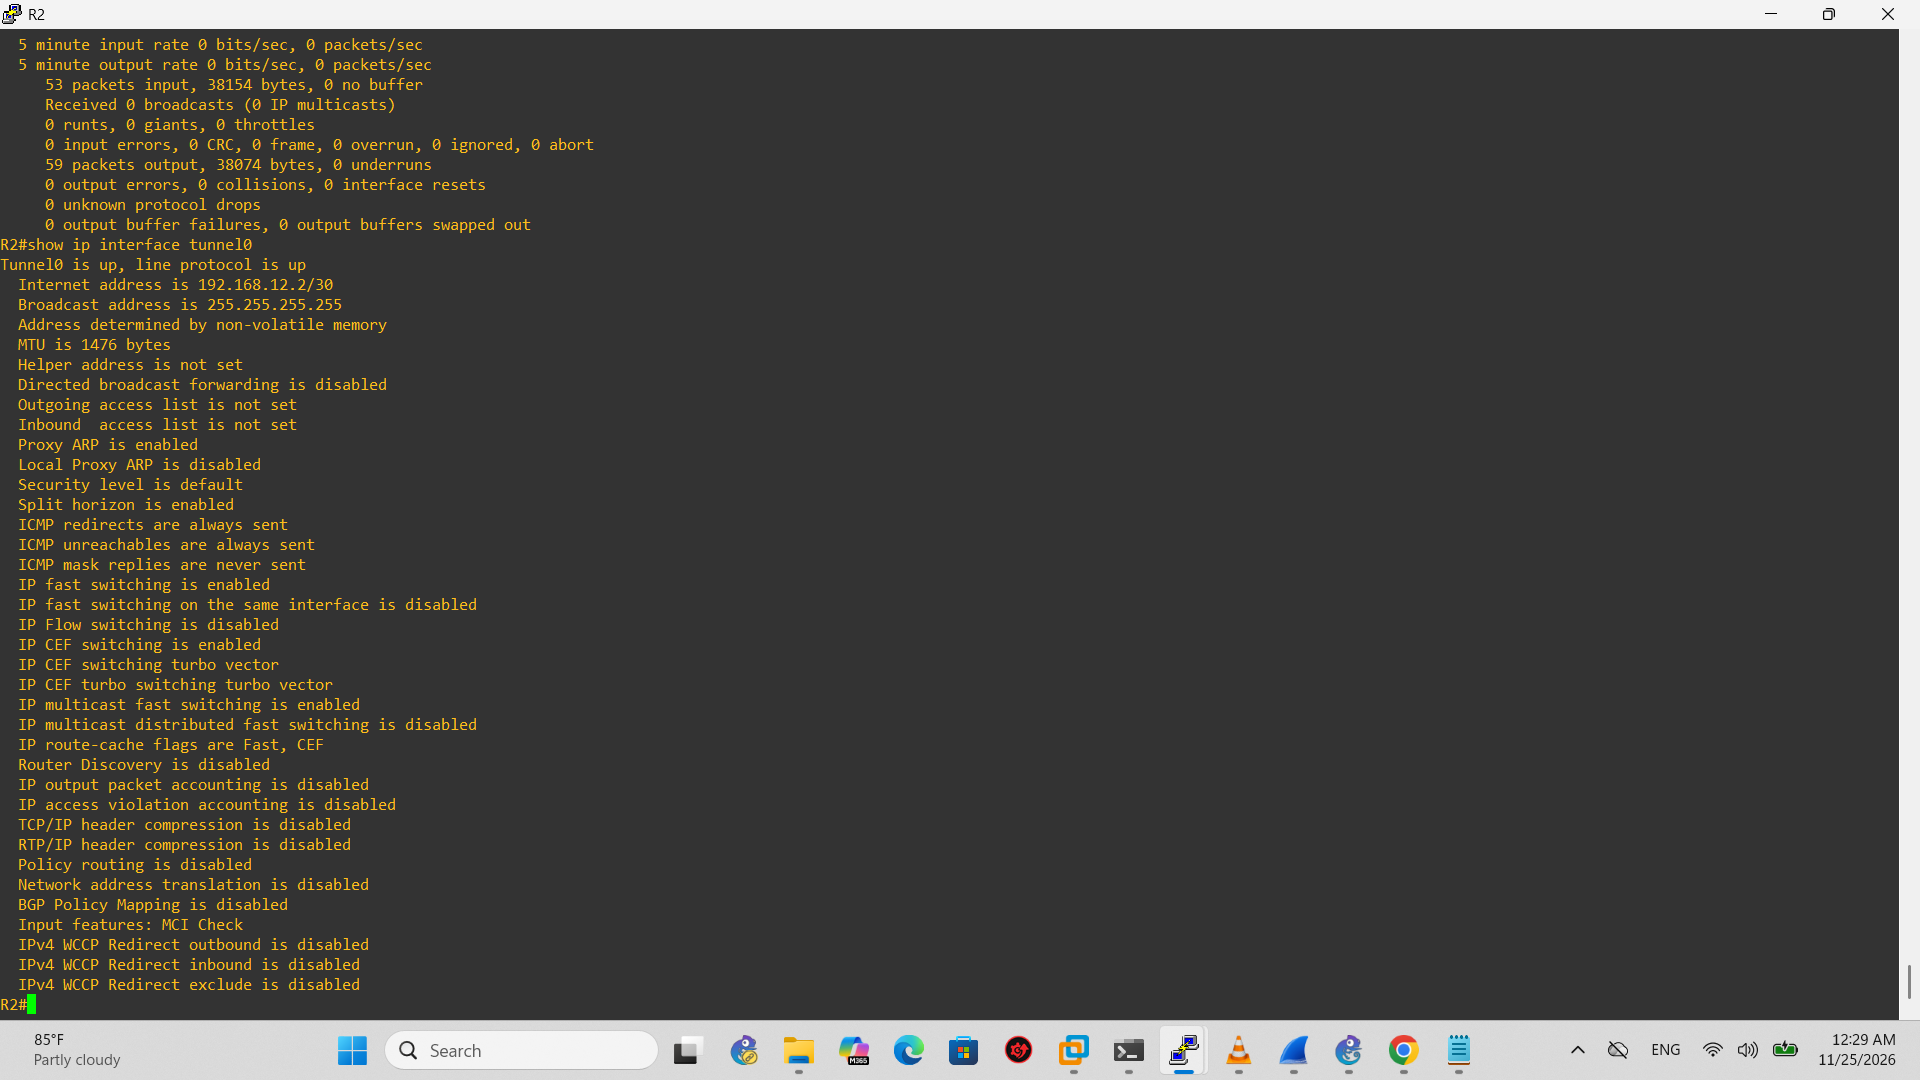 R2
5 minute input rate 0 bits/sec, 0 packets/sec
5 minute output rate 0 bits/sec, 0 packets/sec
53 packets input, 38154 bytes, 0 no buffer
Received 0 broadcasts (0 IP multicasts)
0 runts, 0 giants, 0 throttles
0 input errors, 0 CRC, 0 frame, 0 overrun, 0 ignored, 0 abort
59 packets output, 38074 bytes, 0 underruns
0 output errors, 0 collisions, 0 interface resets
0 unknown protocol drops
0 output buffer failures, 0 output buffers swapped out
R2#show ip interface tunnel0
Tunnel0 is up, line protocol is up
Internet address is 192.168.12.2/30
Broadcast address is 255.255.255.255
Address determined by non-volatile memory
MTU is 1476 bytes
Helper address is not set
Directed broadcast forwarding is disabled
Outgoing access list is not set
Inbound  access list is not set
Proxy ARP is enabled
Local Proxy ARP is disabled
Security level is default
Split horizon is enabled
ICMP redirects are always sent
ICMP unreachables are always sent
ICMP mask replies are never sent
IP fast switching is enabled
IP fast switching on the same interface is disabled
IP Flow switching is disabled
IP CEF switching is enabled
IP CEF switching turbo vector
IP CEF turbo switching turbo vector
IP multicast fast switching is enabled
IP multicast distributed fast switching is disabled
IP route-cache flags are Fast, CEF
Router Discovery is disabled
IP output packet accounting is disabled
IP access violation accounting is disabled
TCP/IP header compression is disabled
RTP/IP header compression is disabled
Policy routing is disabled
Network address translation is disabled
BGP Policy Mapping is disabled
Input features: MCI Check
IPv4 WCCP Redirect outbound is disabled
IPv4 WCCP Redirect inbound is disabled
IPv4 WCCP Redirect exclude is disabled
R2#
85°F
Partly cloudy
Search
M365
ENG
12:29 AM
11/25/2026